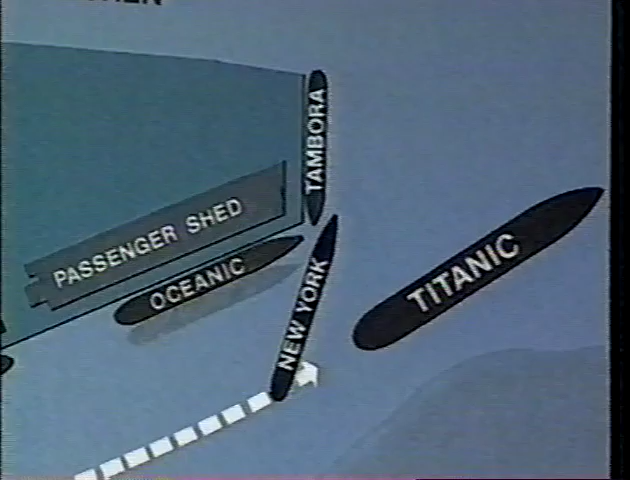 TAMBORA
PASSENGER SHED
OCEANIC
NEW YORK
TITANIC